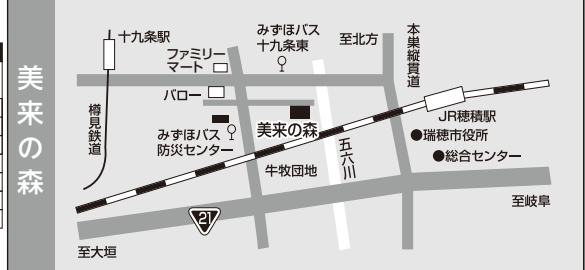 美来の森
十九条駅
ファミリー
マート
みずほバス
十九条東
至北方
本巣縦貫道
バロー
樽見鉄道
みずほバス
防災センター
美来の森
JR穂積駅
瑞穂市役所
総合センター
五六川
牛牧団地
21
至岐阜
至大垣